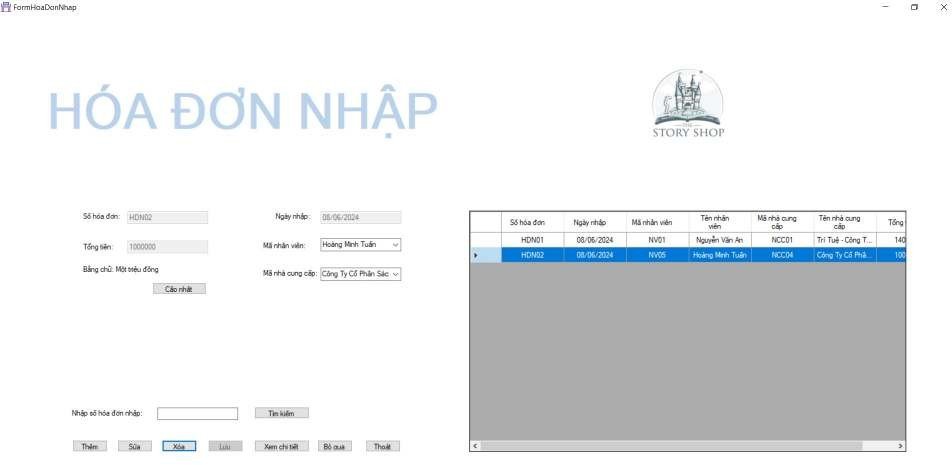 FormHoaDonNhap
HÓA ĐƠN NHẬP
THE
STORY SHOP
Số hóa đơn: HDN02 Ngày nhập: 08/06/2024
Tổng tiền: 1000000 Mã nhân viên: Hoàng Minh Tuấn
Bằng chữ: Một triệu đồng Mã nhà cung cấp: Công Ty Cổ Phần Sác
Câo nhât
Số hóa đơn Ngày nhập Mã nhân viên Tên nhân viên Mã nhà cung cấp Tên nhà cung cấp Tổng
HDN01 08/06/2024 NV01 Nguyễn Văn An NCC01 Trí Tuệ - Công T... 140
HDN02 08/06/2024 NV05 Hoàng Minh Tuấn NCC04 Công Ty Cổ Phầ... 100
Nhập số hóa đơn nhập: Tìm kiếm
Thêm Sửa Xóa Lưu Xem chi tiết Bỏ qua Thoát